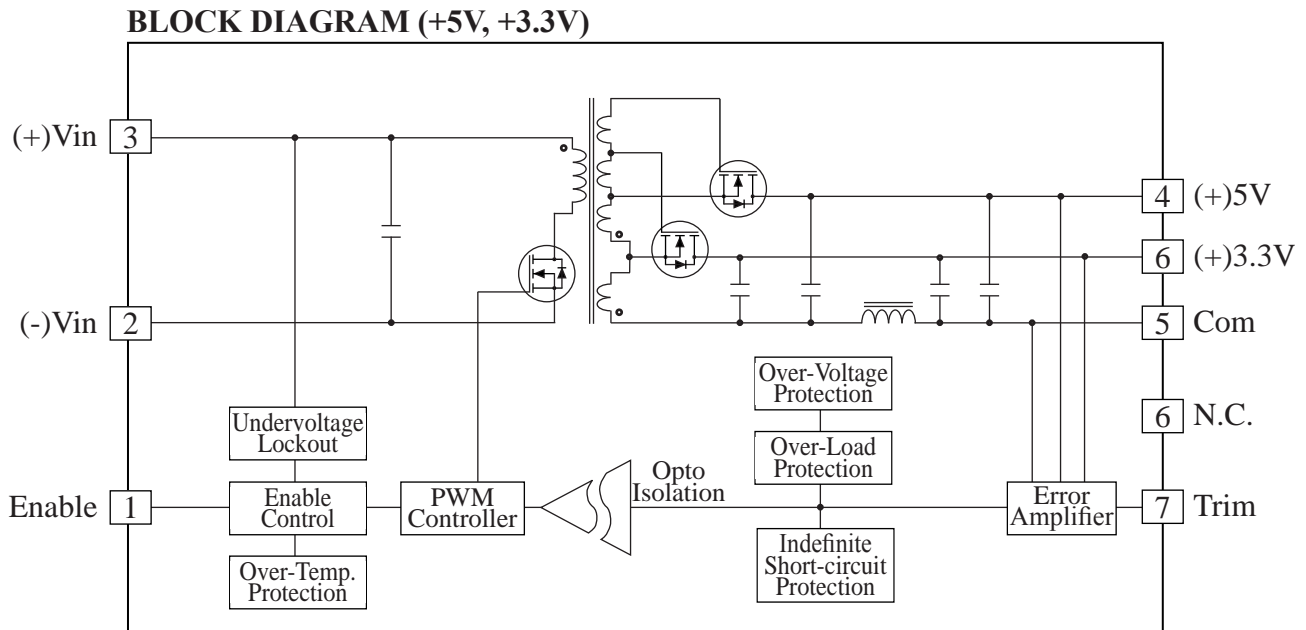 BLOCK DIAGRAM (+5V, +3.3V)
(+)Vin 3
4 (+)5V
6 (+)3.3V
(-)Vin 2
5 Com
Over-Voltage
Protection
Undervoltage
Lockout
6 N.C.
Over-Load
Protection
Opto
Isolation
Enable 1
Enable
Control
PWM
Controller
Error
Amplifier
7 Trim
Indefinite
Short-circuit
Protection
Over-Temp.
Protection